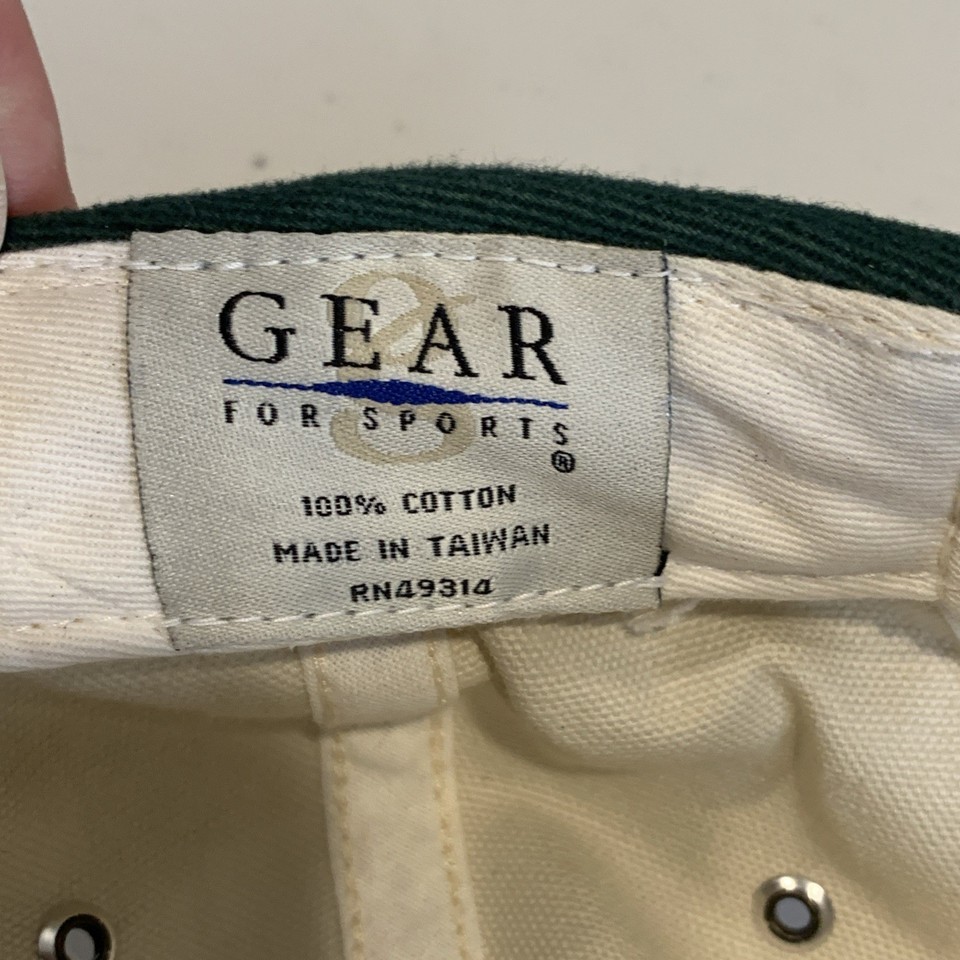 g
GEAR
FOR SPORTS
®
100% COTTON
MADE IN TAIWAN
RN49314